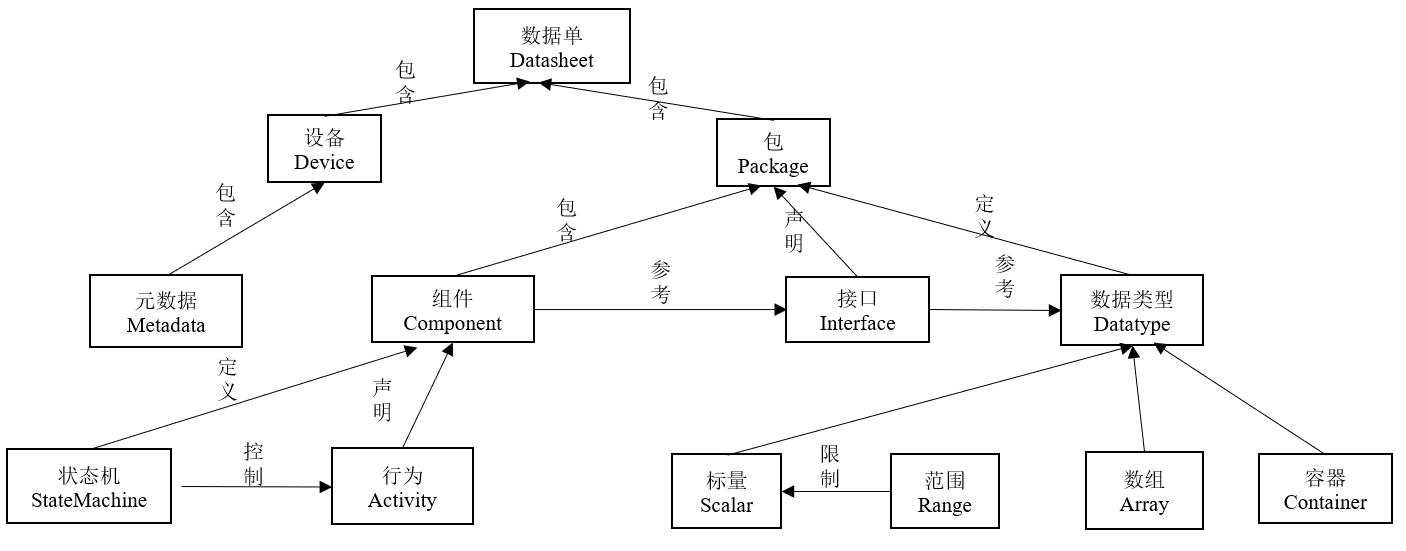 数据单
Datasheet
包
含
包
含
设备
Device
包
Package
包
含
包
含
声
明
定
义
元数据
Metadata
组件
Component
参
考
接口
Interface
参
考
数据类型
Datatype
定
义
声
明
状态机
StateMachine
控
制
行为
Activity
标量
Scalar
限
制
范围
Range
数组
Array
容器
Container